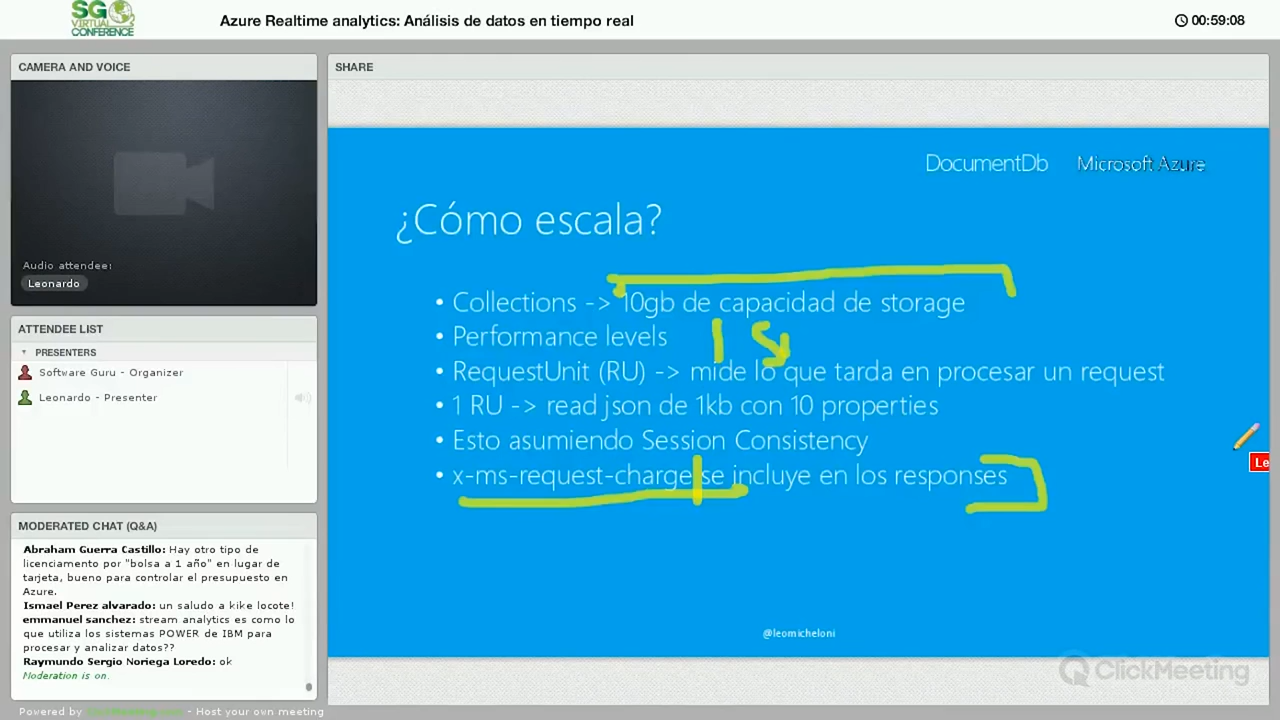 SG
VIRTUAL
CONFERENCE
Azure Realtime analytics: Análisis de datos en tiempo real
00:59:08
CAMERA AND VOICE
Audio attendee:
Leonardo
ATTENDEE LIST
PRESENTERS
Software Guru - Organizer
Leonardo - Presenter
MODERATED CHAT (Q&A)
Abraham Guerra Castillo: Hay otro tipo de
licenciamento por "bolsa a 1 año" en lugar de
tarjeta, bueno para controlar el presupuesto en
Azure.
Ismael Perez alvarado: un saludo a kike locote!
emmanuel sanchez: stream analytics es como lo
que utiliza los sistemas POWER de IBM para
procesar y analizar datos??
Raymundo Sergio Noriega Loredo: ok
Moderation is on.
Powered by ClickMeeting.com - Host your own meeting
SHARE
DocumentDb Microsoft Azure
¿Cómo escala?
• Collections -> 10gb de capacidad de storage
• Performance levels
• RequestUnit (RU) -> mide lo que tarda en procesar un request
• 1 RU -> read json de 1kb con 10 properties
• Esto asumiendo Session Consistency
• x-ms-request-charge se incluye en los responses
Le
@leomicheloni
ClickMeeting